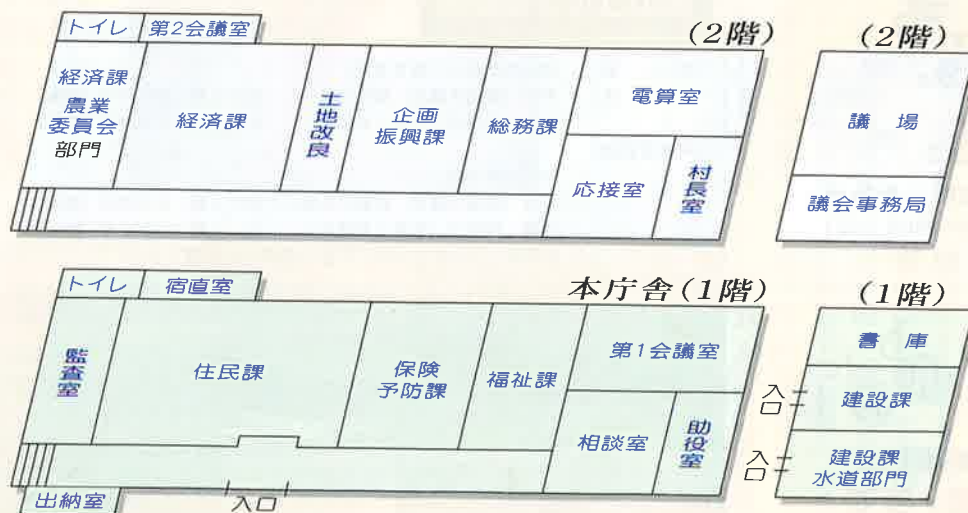 (2階)
トイレ
第2会議室
経済課
農業
委員会
部門
経済課
土地改良
企画
振興課
総務課
電算室
応接室
村長室
(2階)
議場
議会事務局
本庁舎(1階)
トイレ
宿直室
監査室
住民課
保険
予防課
福祉課
第1会議室
相談室
助役室
出納室
入口
(1階)
書庫
入口
建設課
入口
建設課
水道部門